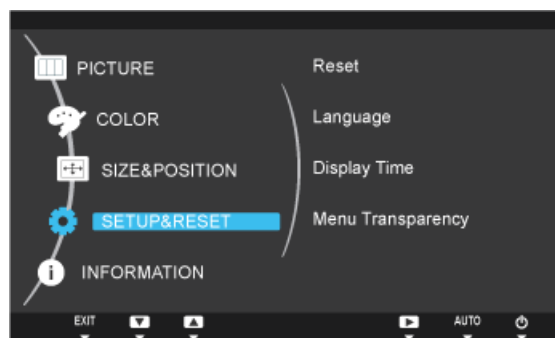 PICTURE
COLOR
SIZE&POSITION
SETUP&RESET
INFORMATION
Reset
Language
Display Time
Menu Transparency
EXIT
AUTO